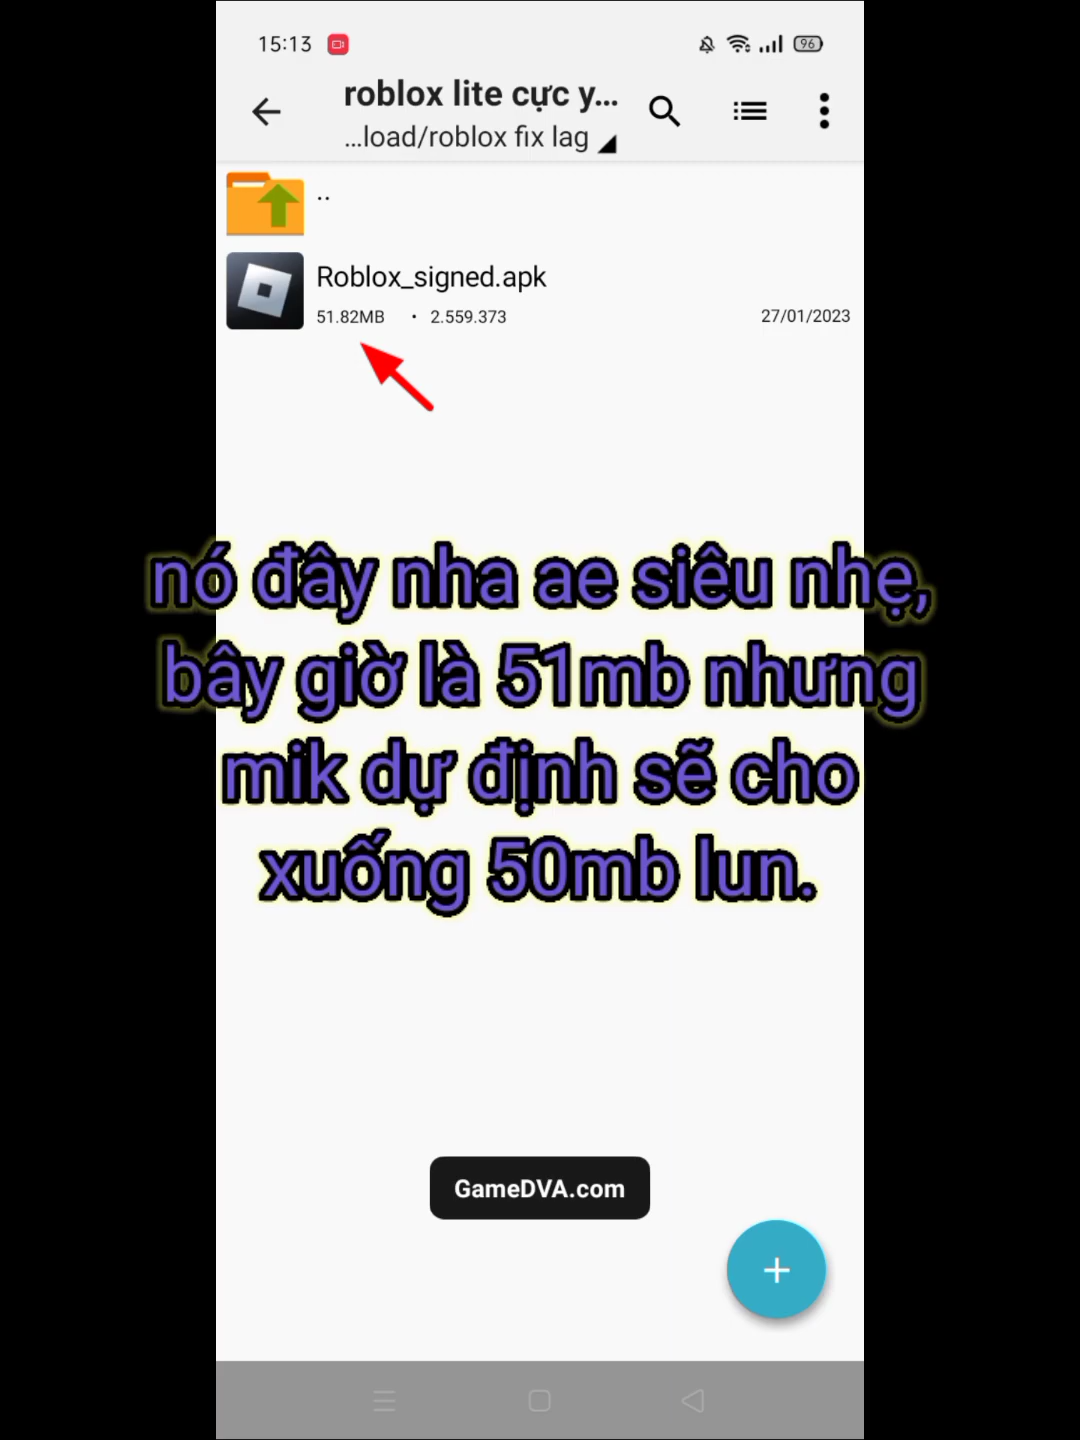 15:13
96
roblox lite cực y...
...load/roblox fix lag
..
Roblox_signed.apk
51.82MB • 2.559.373 27/01/2023
nó đây nha ae siêu nhẹ,
bây giờ là 51mb nhưng
mik dự định sẽ cho
xuống 50mb lun.
GameDVA.com
+